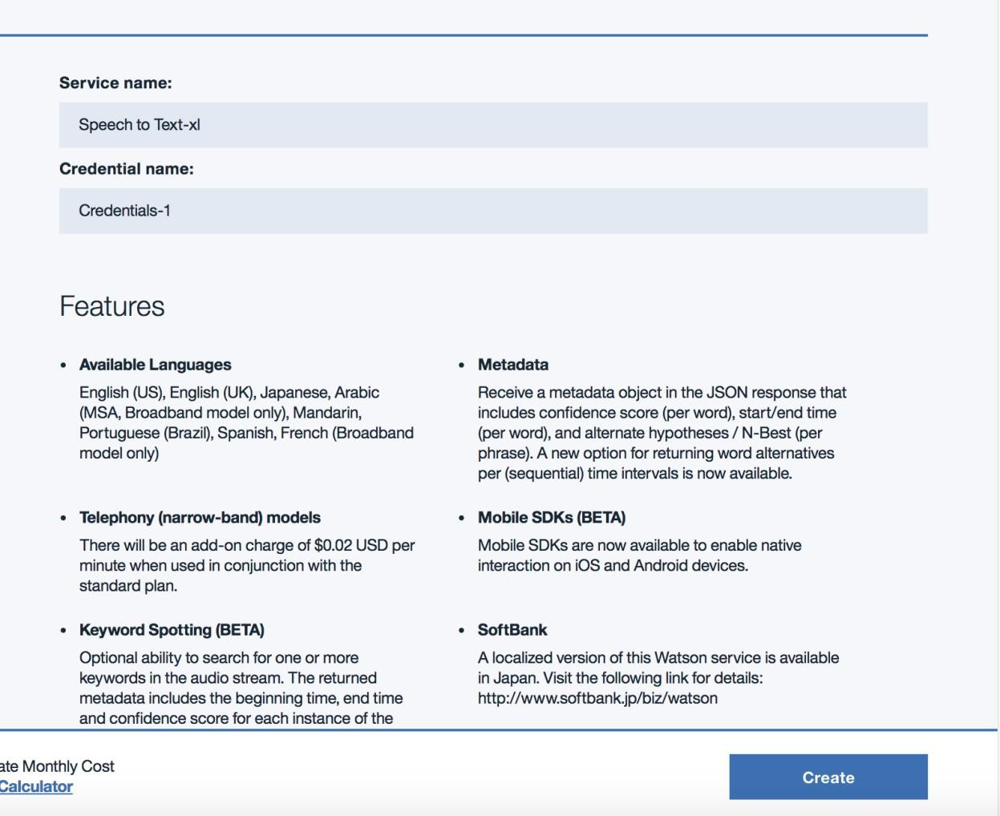 Service name:
Speech to Text-xl
Credential name:
Credentials-1
Features
• Available Languages
English (US), English (UK), Japanese, Arabic
(MSA, Broadband model only), Mandarin,
Portuguese (Brazil), Spanish, French (Broadband
model only)
• Metadata
Receive a metadata object in the JSON response that
includes confidence score (per word), start/end time
(per word), and alternate hypotheses / N-Best (per
phrase). A new option for returning word alternatives
per (sequential) time intervals is now available.
• Telephony (narrow-band) models
There will be an add-on charge of $0.02 USD per
minute when used in conjunction with the
standard plan.
• Mobile SDKs (BETA)
Mobile SDKs are now available to enable native
interaction on iOS and Android devices.
• Keyword Spotting (BETA)
Optional ability to search for one or more
keywords in the audio stream. The returned
metadata includes the beginning time, end time
and confidence score for each instance of the
• SoftBank
A localized version of this Watson service is available
in Japan. Visit the following link for details:
http://www.softbank.jp/biz/watson
ate Monthly Cost
Calculator
Create